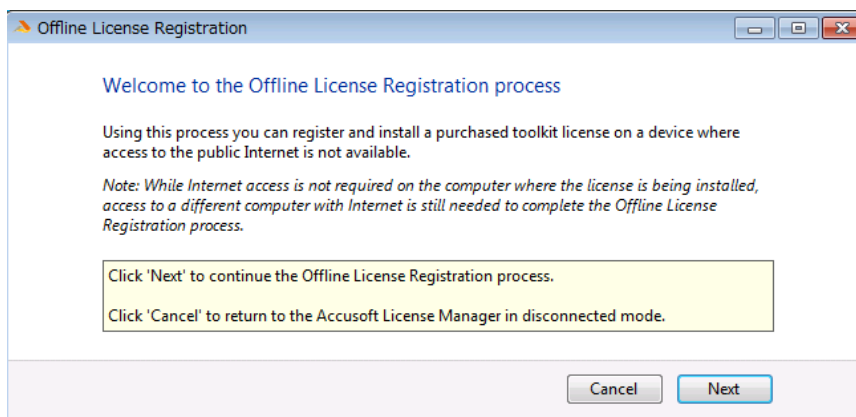 Offline License Registration
Welcome to the Offline License Registration process
Using this process you can register and install a purchased toolkit license on a device where
access to the public Internet is not available.
Note: While Internet access is not required on the computer where the license is being installed,
access to a different computer with Internet is still needed to complete the Offline License
Registration process.
Click 'Next' to continue the Offline License Registration process.
Click 'Cancel' to return to the Accusoft License Manager in disconnected mode.
Cancel
Next